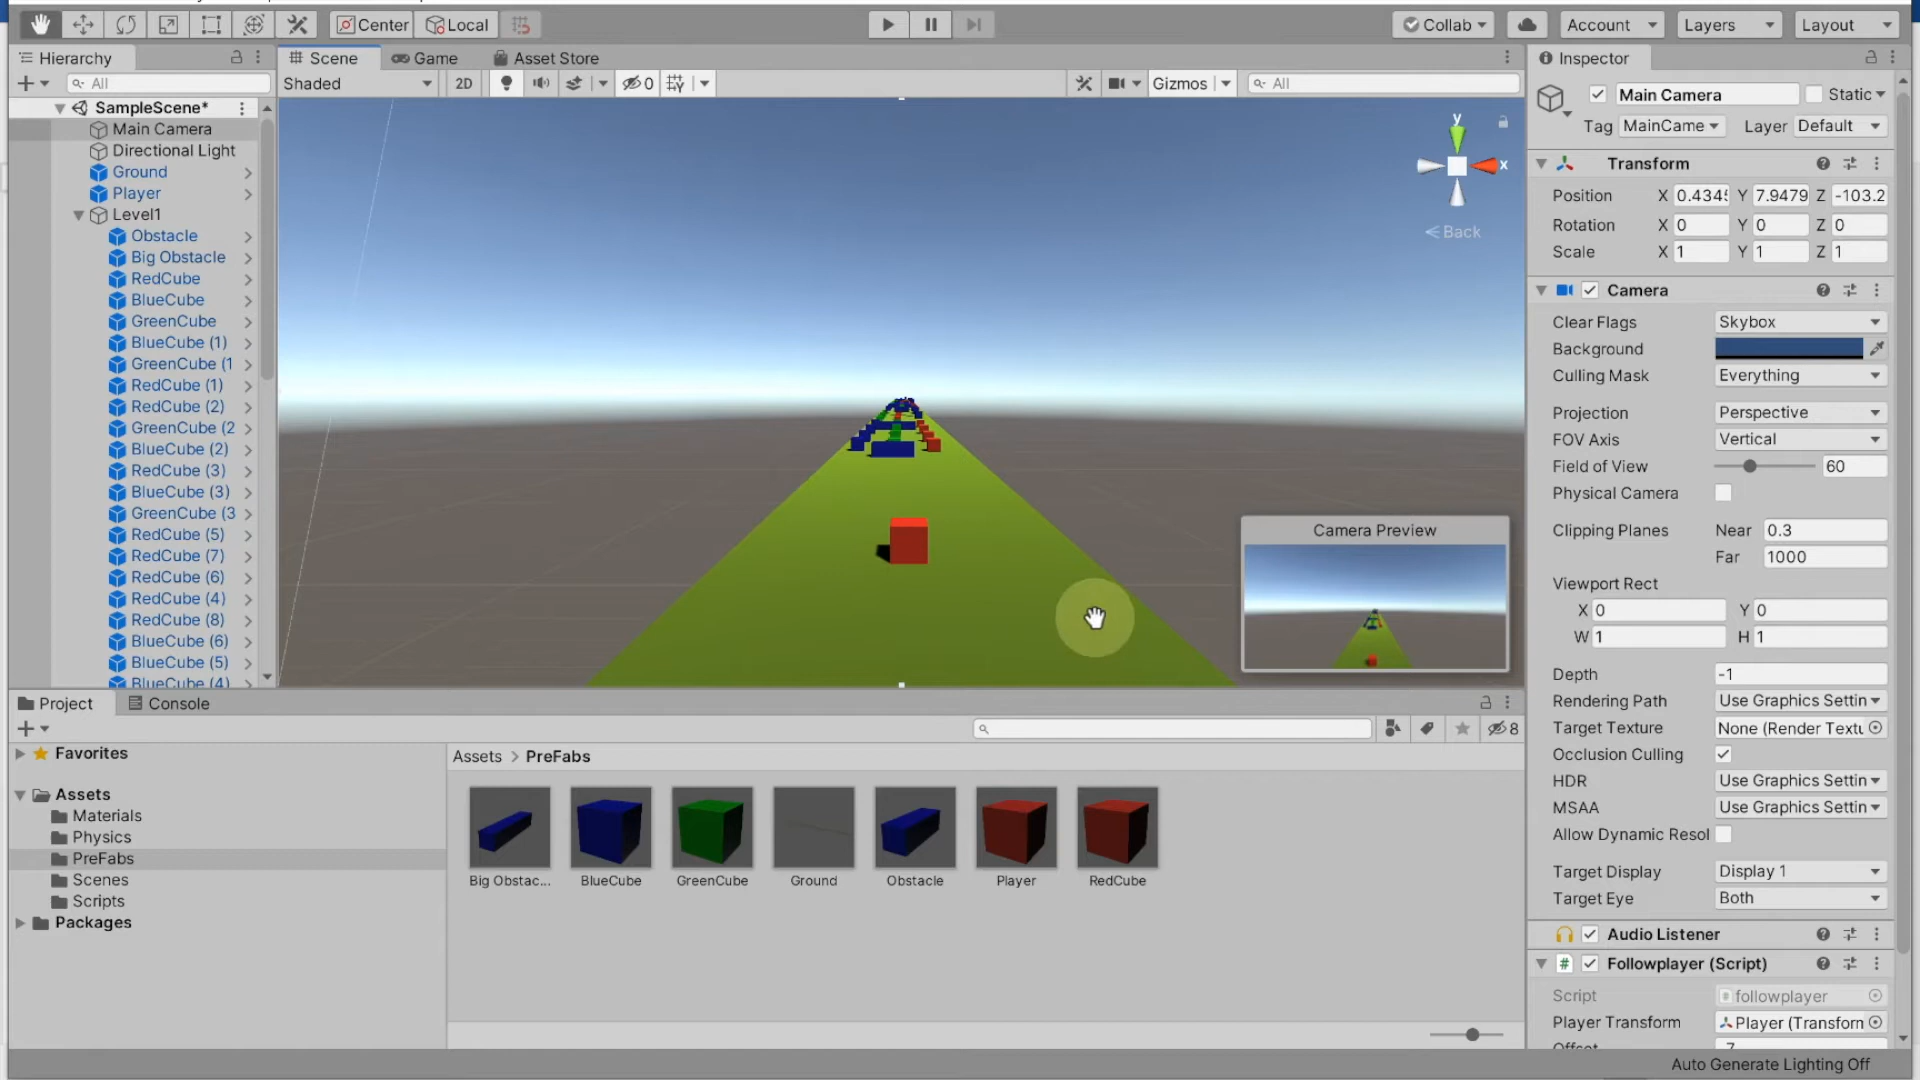 Center
Local
Collab
Account
Layers
Layout
Hierarchy
Scene
Game
Asset Store
Inspector
All
Shaded
2D
0
Gizmos
All
SampleScene*
Main Camera
Directional Light
Ground
Player
Level1
Obstacle
Big Obstacle
RedCube
BlueCube
GreenCube
BlueCube (1)
GreenCube (1
RedCube (1)
RedCube (2)
GreenCube (2
BlueCube (2)
RedCube (3)
BlueCube (3)
GreenCube (3
RedCube (5)
RedCube (7)
RedCube (6)
RedCube (4)
RedCube (8)
BlueCube (6)
BlueCube (5)
BlueCube (4)
y
x
Back
Camera Preview
Main Camera
Static
Tag MainCame Layer Default
Transform
Position X 0.434 Y 7.9479 Z -103.2
Rotation X 0 Y 0 Z 0
Scale X 1 Y 1 Z 1
Camera
Clear Flags Skybox
Background
Culling Mask Everything
Projection Perspective
FOV Axis Vertical
Field of View 60
Physical Camera
Clipping Planes Near 0.3
Far 1000
Viewport Rect
X 0 Y 0
W 1 H 1
Depth -1
Rendering Path Use Graphics Settin
Target Texture None (Render Textu
Occlusion Culling
HDR Use Graphics Settin
MSAA Use Graphics Settin
Allow Dynamic Resol
Target Display Display 1
Target Eye Both
Audio Listener
# Followplayer (Script)
Script followplayer
Player Transform Player (Transforn
Project
Console
8
Favorites
Assets
Materials
Physics
PreFabs
Scenes
Scripts
Packages
Assets > PreFabs
Big Obstac...
BlueCube
GreenCube
Ground
Obstacle
Player
RedCube
Auto Generate Lighting Off